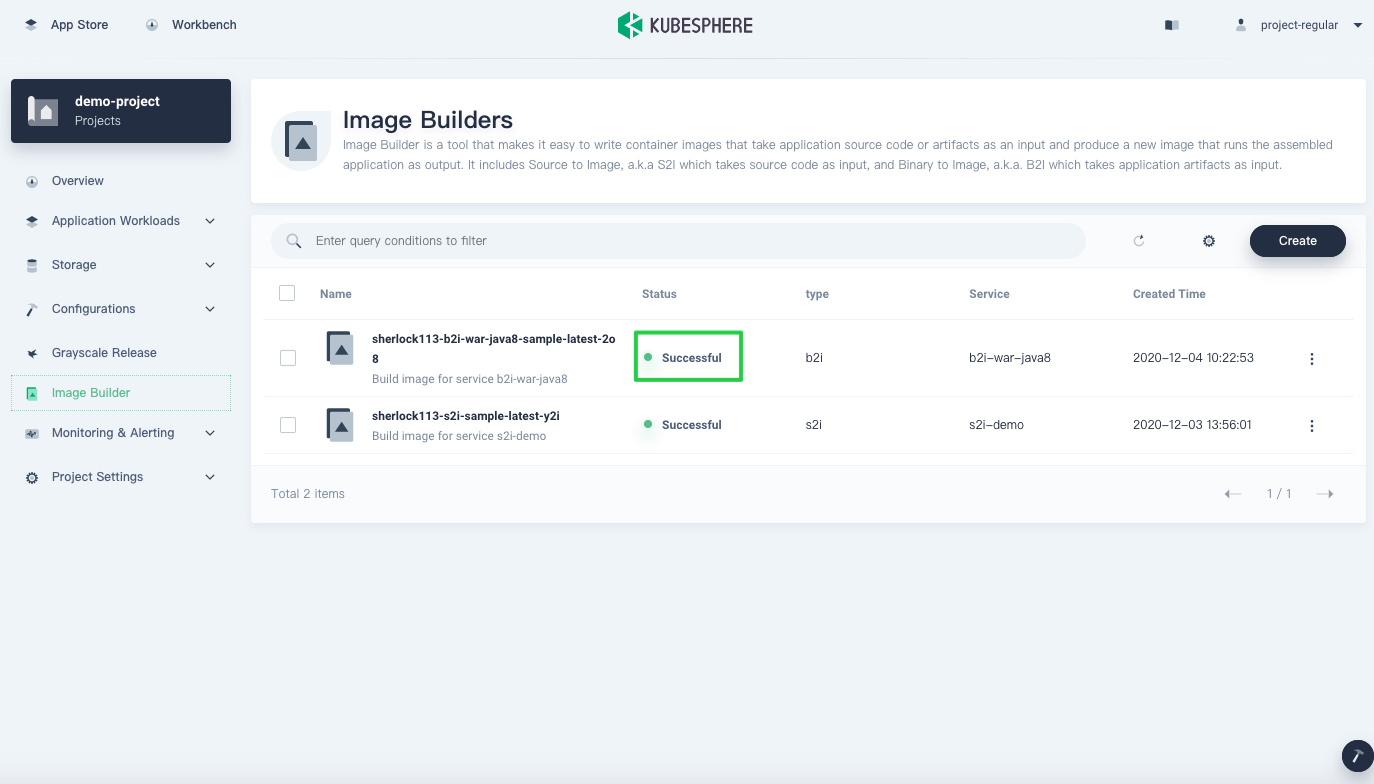 App Store
Workbench
KUBESPHERE
project-regular
demo-project
Projects
Overview
Application Workloads
Storage
Configurations
Grayscale Release
Image Builder
Monitoring & Alerting
Project Settings
Image Builders
Image Builder is a tool that makes it easy to write container images that take application source code or artifacts as an input and produce a new image that runs the assembled
application as output. It includes Source to Image, a.k.a S2I which takes source code as input, and Binary to Image, a.k.a. B2I which takes application artifacts as input.
Enter query conditions to filter
Create
Name Status type Service Created Time
sherlock113-b2i-war-java8-sample-latest-2o
8
Build image for service b2i-war-java8
Successful b2i b2i-war-java8 2020-12-04 10:22:53
sherlock113-s2i-sample-latest-y2i
Build image for service s2i-demo
Successful s2i s2i-demo 2020-12-03 13:56:01
Total 2 items
1 / 1